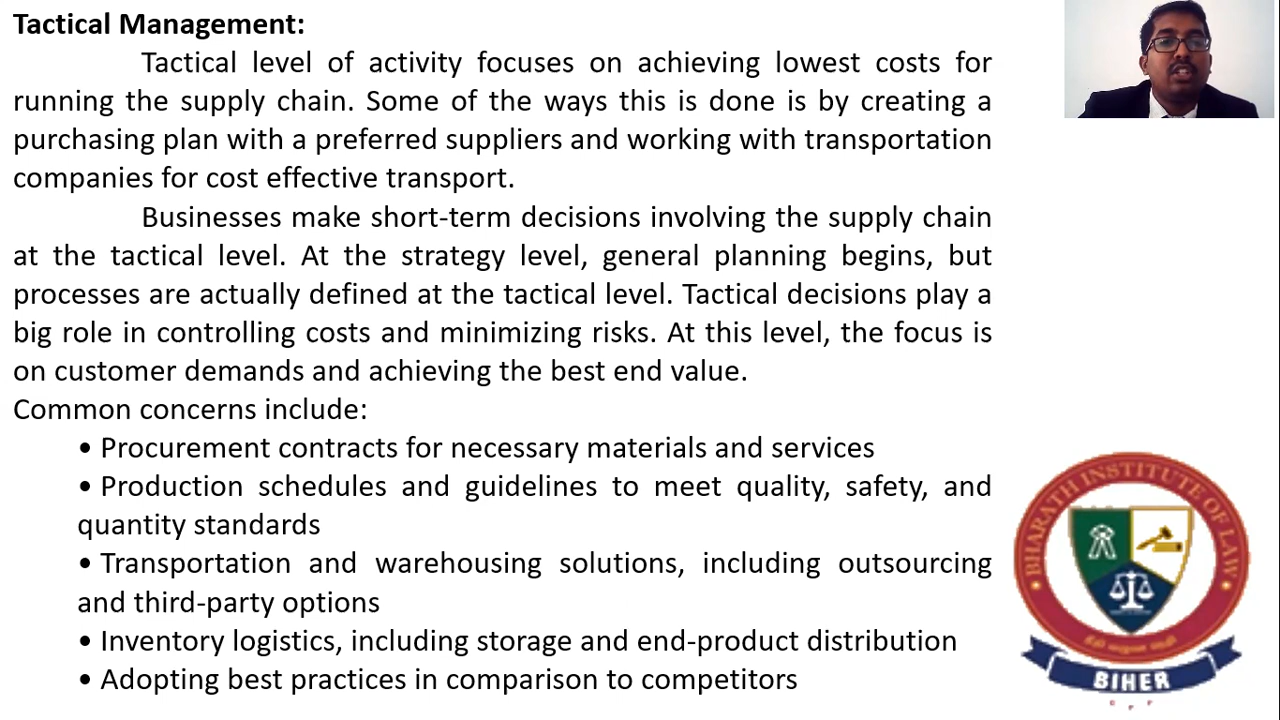 Tactical Management:
Tactical level of activity focuses on achieving lowest costs for
running the supply chain. Some of the ways this is done is by creating a
purchasing plan with a preferred suppliers and working with transportation
companies for cost effective transport.
Businesses make short-term decisions involving the supply chain
at the tactical level. At the strategy level, general planning begins, but
processes are actually defined at the tactical level. Tactical decisions play a
big role in controlling costs and minimizing risks. At this level, the focus is
on customer demands and achieving the best end value.
Common concerns include:
• Procurement contracts for necessary materials and services
• Production schedules and guidelines to meet quality, safety, and
quantity standards
• Transportation and warehousing solutions, including outsourcing
and third-party options
• Inventory logistics, including storage and end-product distribution
• Adopting best practices in comparison to competitors
BHARATH INSTITUTE OF LAW
BIHER